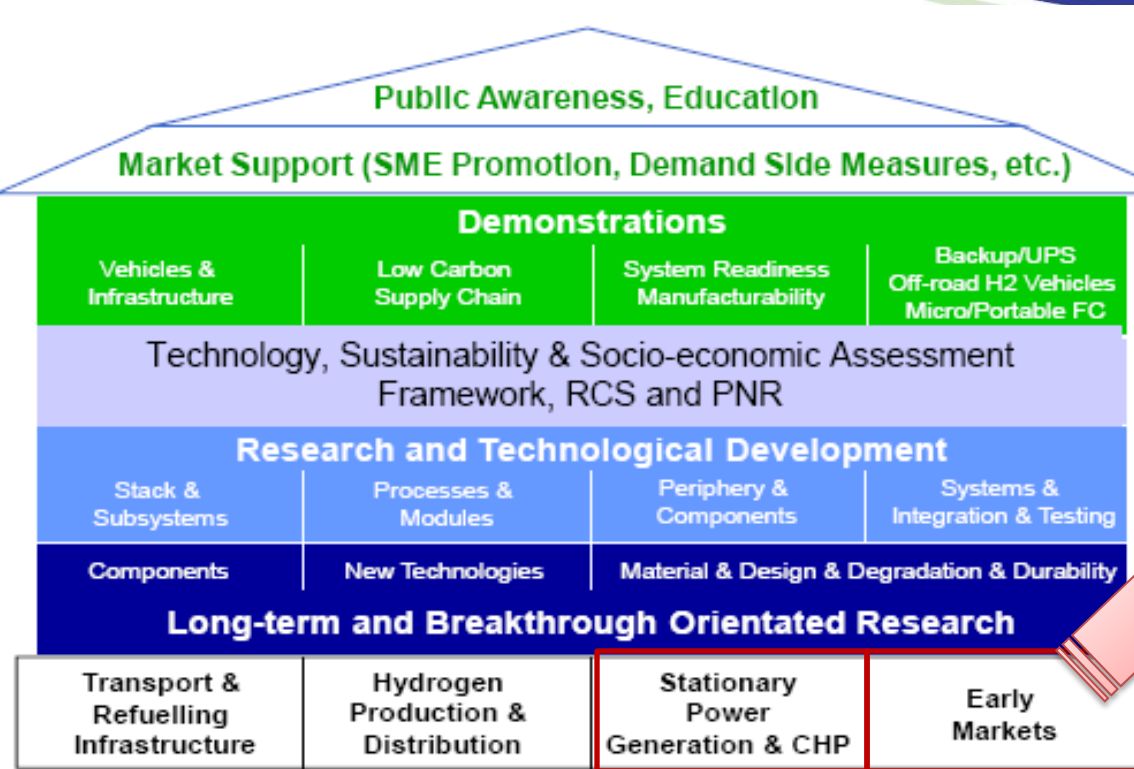 Public Awareness, Education
Market Support (SME Promotion, Demand Side Measures, etc.)
Demonstrations
Vehicles &
Infrastructure
Low Carbon
Supply Chain
System Readiness
Manufacturability
Backup/UPS
Off-road H2 Vehicles
Micro/Portable FC
Technology, Sustainability & Socio-economic Assessment
Framework, RCS and PNR
Research and Technological Development
Stack &
Subsystems
Processes &
Modules
Periphery &
Components
Systems &
Integration & Testing
Components
New Technologies
Material & Design & Degradation & Durability
Long-term and Breakthrough Orientated Research
Transport &
Refuelling
Infrastructure
Hydrogen
Production &
Distribution
Stationary
Power
Generation & CHP
Early
Markets